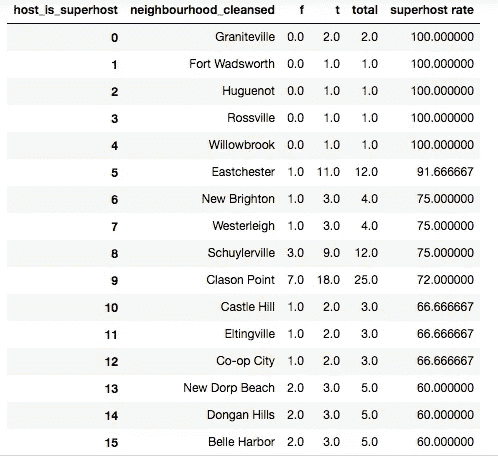 host_is_superhost neighbourhood_cleansed f t total superhost rate
0 Graniteville 0.0 2.0 2.0 100.000000
1 Fort Wadsworth 0.0 1.0 1.0 100.000000
2 Huguenot 0.0 1.0 1.0 100.000000
3 Rossville 0.0 1.0 1.0 100.000000
4 Willowbrook 0.0 1.0 1.0 100.000000
5 Eastchester 1.0 11.0 12.0 91.666667
6 New Brighton 1.0 3.0 4.0 75.000000
7 Westerleigh 1.0 3.0 4.0 75.000000
8 Schuylerville 3.0 9.0 12.0 75.000000
9 Clason Point 7.0 18.0 25.0 72.000000
10 Castle Hill 1.0 2.0 3.0 66.666667
11 Eltingville 1.0 2.0 3.0 66.666667
12 Co-op City 1.0 2.0 3.0 66.666667
13 New Dorp Beach 2.0 3.0 5.0 60.000000
14 Dongan Hills 2.0 3.0 5.0 60.000000
15 Belle Harbor 2.0 3.0 5.0 60.000000